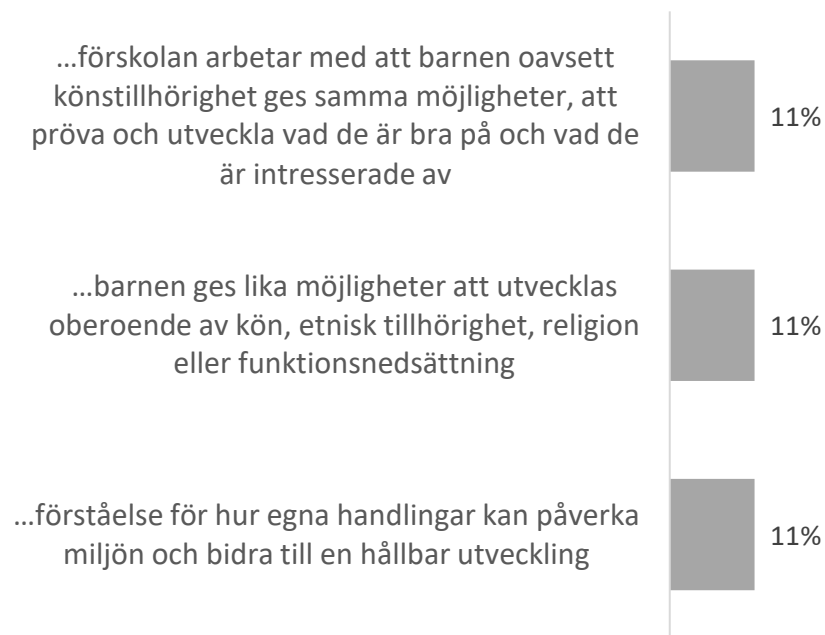 …förskolan arbetar med att barnen oavsett
könstillhörighet ges samma möjligheter, att
pröva och utveckla vad de är bra på och vad de
är intresserade av
11%
…barnen ges lika möjligheter att utvecklas
oberoende av kön, etnisk tillhörighet, religion
eller funktionsnedsättning
11%
…förståelse för hur egna handlingar kan påverka
miljön och bidra till en hållbar utveckling
11%